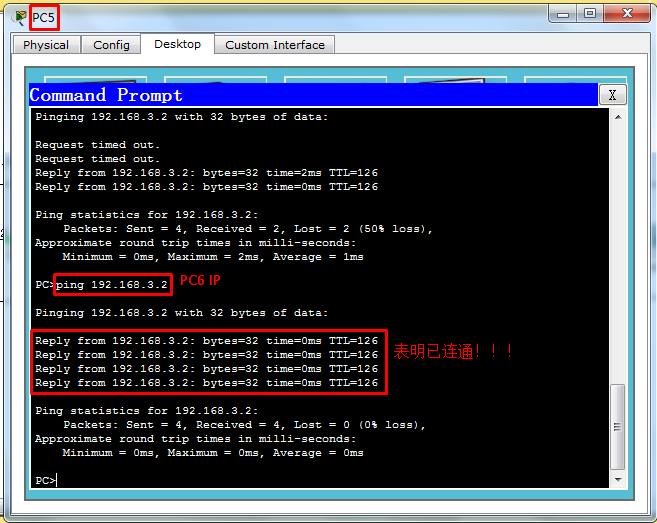 PC5
Physical Config Desktop Custom Interface
Command Prompt X
Pinging 192.168.3.2 with 32 bytes of data:
Request timed out.
Request timed out.
Reply from 192.168.3.2: bytes=32 time=2ms TTL=126
Reply from 192.168.3.2: bytes=32 time=0ms TTL=126
Ping statistics for 192.168.3.2:
Packets: Sent = 4, Received = 2, Lost = 2 (50% loss),
Approximate round trip times in milli-seconds:
Minimum = 0ms, Maximum = 2ms, Average = 1ms
PC>ping 192.168.3.2 PC6 IP
Pinging 192.168.3.2 with 32 bytes of data:
Reply from 192.168.3.2: bytes=32 time=0ms TTL=126
Reply from 192.168.3.2: bytes=32 time=0ms TTL=126 表明已连通！！！
Reply from 192.168.3.2: bytes=32 time=0ms TTL=126
Reply from 192.168.3.2: bytes=32 time=0ms TTL=126
Ping statistics for 192.168.3.2:
Packets: Sent = 4, Received = 4, Lost = 0 (0% loss),
Approximate round trip times in milli-seconds:
Minimum = 0ms, Maximum = 0ms, Average = 0ms
PC>